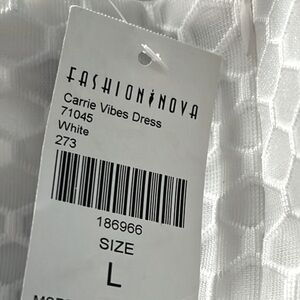 FASHIONNOVA
Carrie Vibes Dress
71045
White
273
186966
SIZE
L